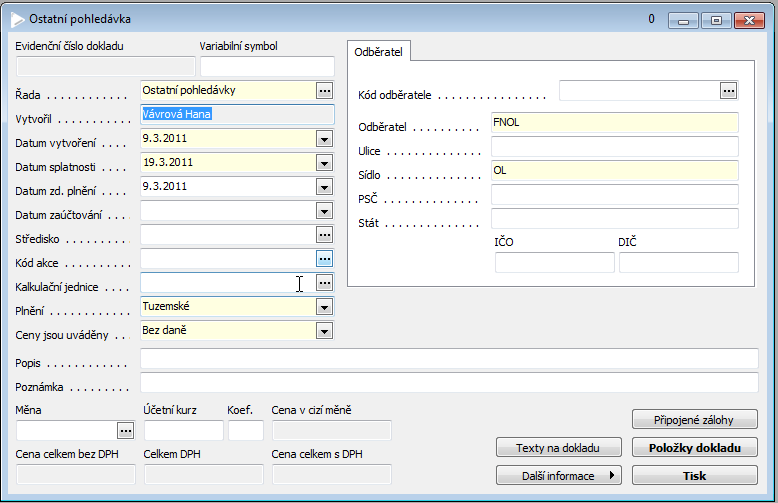 Ostatní pohledávka
0
Evidenční číslo dokladu
Variabilní symbol
Řada
Ostatní pohledávky
Vytvořil
Vávrová Hana
Datum vytvoření
9.3.2011
Datum splatnosti
19.3.2011
Datum zd. plnění
9.3.2011
Datum zaúčtování
Středisko
Kód akce
Kalkulační jednice
Plnění
Tuzemské
Ceny jsou uváděny
Bez daně
Odběratel
Kód odběratele
Odběratel
FNOL
Ulice
Sídlo
OL
PSČ
Stát
IČO
DIČ
Popis
Poznámka
Měna
Účetní kurz
Koef.
Cena v cizí měně
Cena celkem bez DPH
Celkem DPH
Cena celkem s DPH
Připojené zálohy
Texty na dokladu
Položky dokladu
Další informace
Tisk